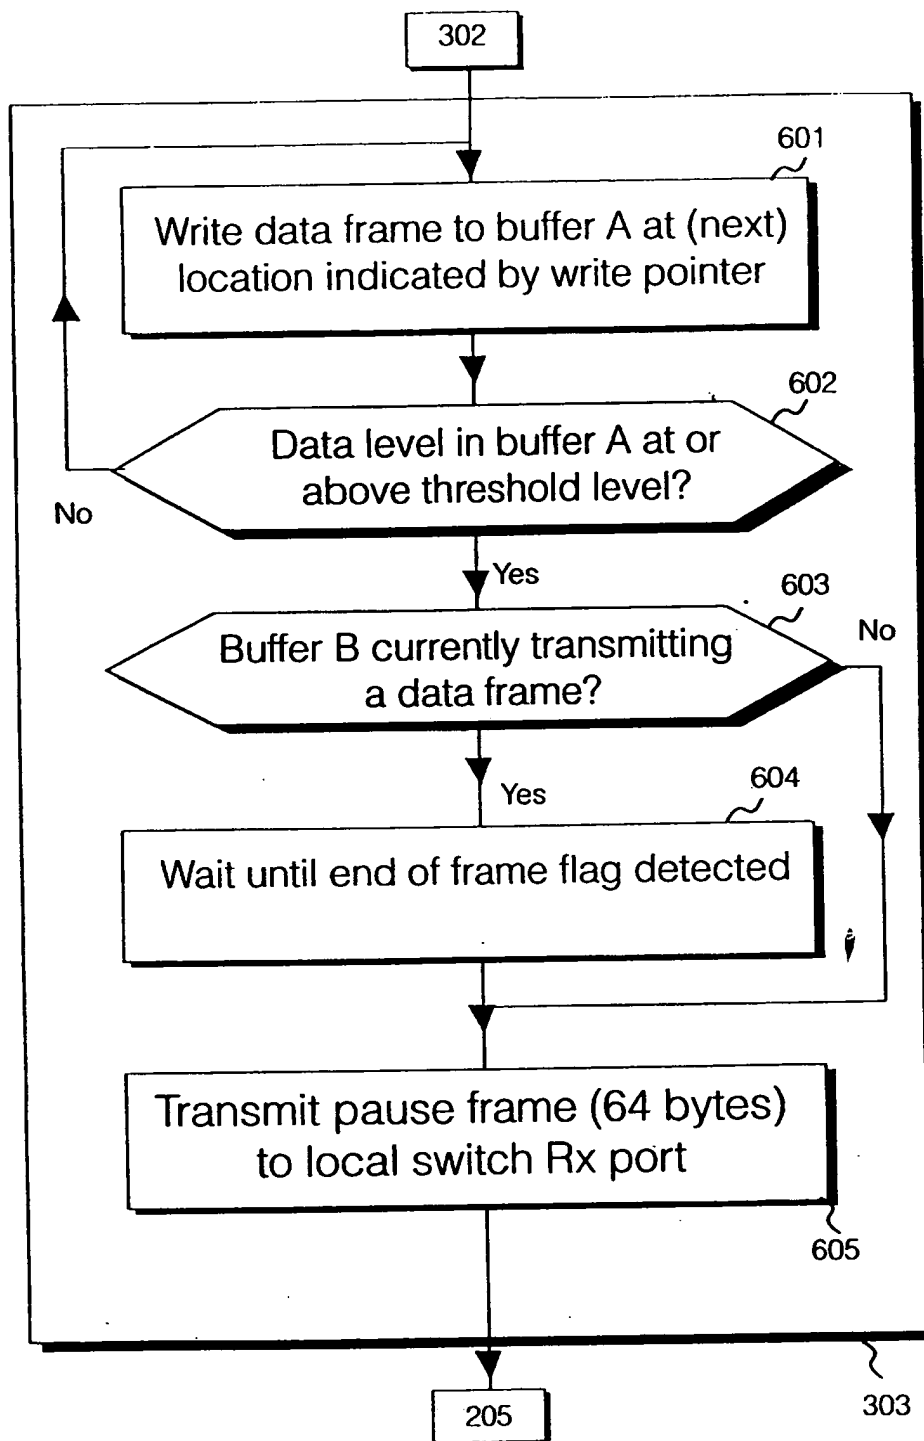 302
601
Write data frame to buffer A at (next)
location indicated by write pointer
602
Data level in buffer A at or
above threshold level?
No
Yes
603
No
Buffer B currently transmitting
a data frame?
Yes
604
Wait until end of frame flag detected
Transmit pause frame (64 bytes)
to local switch Rx port
605
303
205